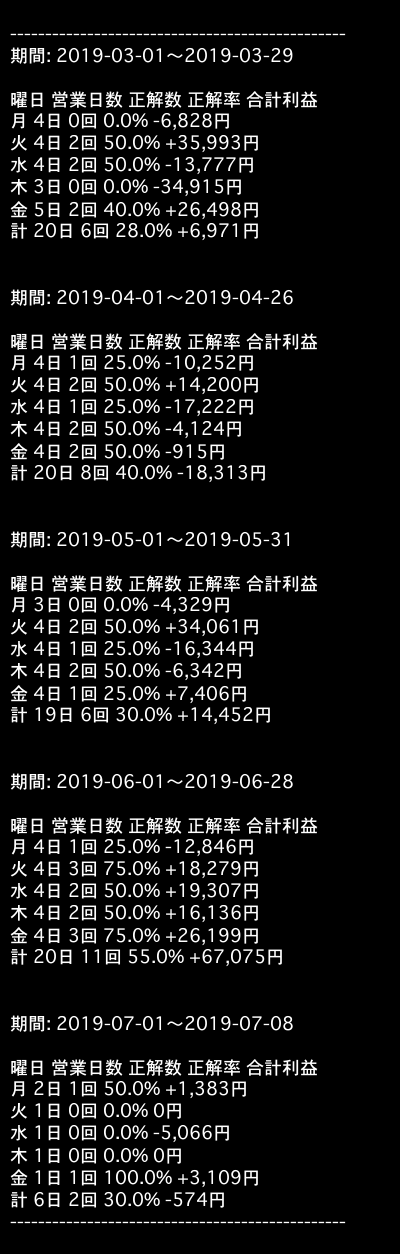 ------------------------------------------------
期間: 2019-03-01〜2019-03-29
曜日 営業日数 正解数 正解率 合計利益
月 4日 0回 0.0% -6,828円
火 4日 2回 50.0% +35,993円
水 4日 2回 50.0% -13,777円
木 3日 0回 0.0% -34,915円
金 5日 2回 40.0% +26,498円
計 20日 6回 28.0% +6,971円
期間: 2019-04-01〜2019-04-26
曜日 営業日数 正解数 正解率 合計利益
月 4日 1回 25.0% -10,252円
火 4日 2回 50.0% +14,200円
水 4日 1回 25.0% -17,222円
木 4日 2回 50.0% -4,124円
金 4日 2回 50.0% -915円
計 20日 8回 40.0% -18,313円
期間: 2019-05-01〜2019-05-31
曜日 営業日数 正解数 正解率 合計利益
月 3日 0回 0.0% -4,329円
火 4日 2回 50.0% +34,061円
水 4日 1回 25.0% -16,344円
木 4日 2回 50.0% -6,342円
金 4日 1回 25.0% +7,406円
計 19日 6回 30.0% +14,452円
期間: 2019-06-01〜2019-06-28
曜日 営業日数 正解数 正解率 合計利益
月 4日 1回 25.0% -12,846円
火 4日 3回 75.0% +18,279円
水 4日 2回 50.0% +19,307円
木 4日 2回 50.0% +16,136円
金 4日 3回 75.0% +26,199円
計 20日 11回 55.0% +67,075円
期間: 2019-07-01〜2019-07-08
曜日 営業日数 正解数 正解率 合計利益
月 2日 1回 50.0% +1,383円
火 1日 0回 0.0% 0円
水 1日 0回 0.0% -5,066円
木 1日 0回 0.0% 0円
金 1日 1回 100.0% +3,109円
計 6日 2回 30.0% -574円
------------------------------------------------